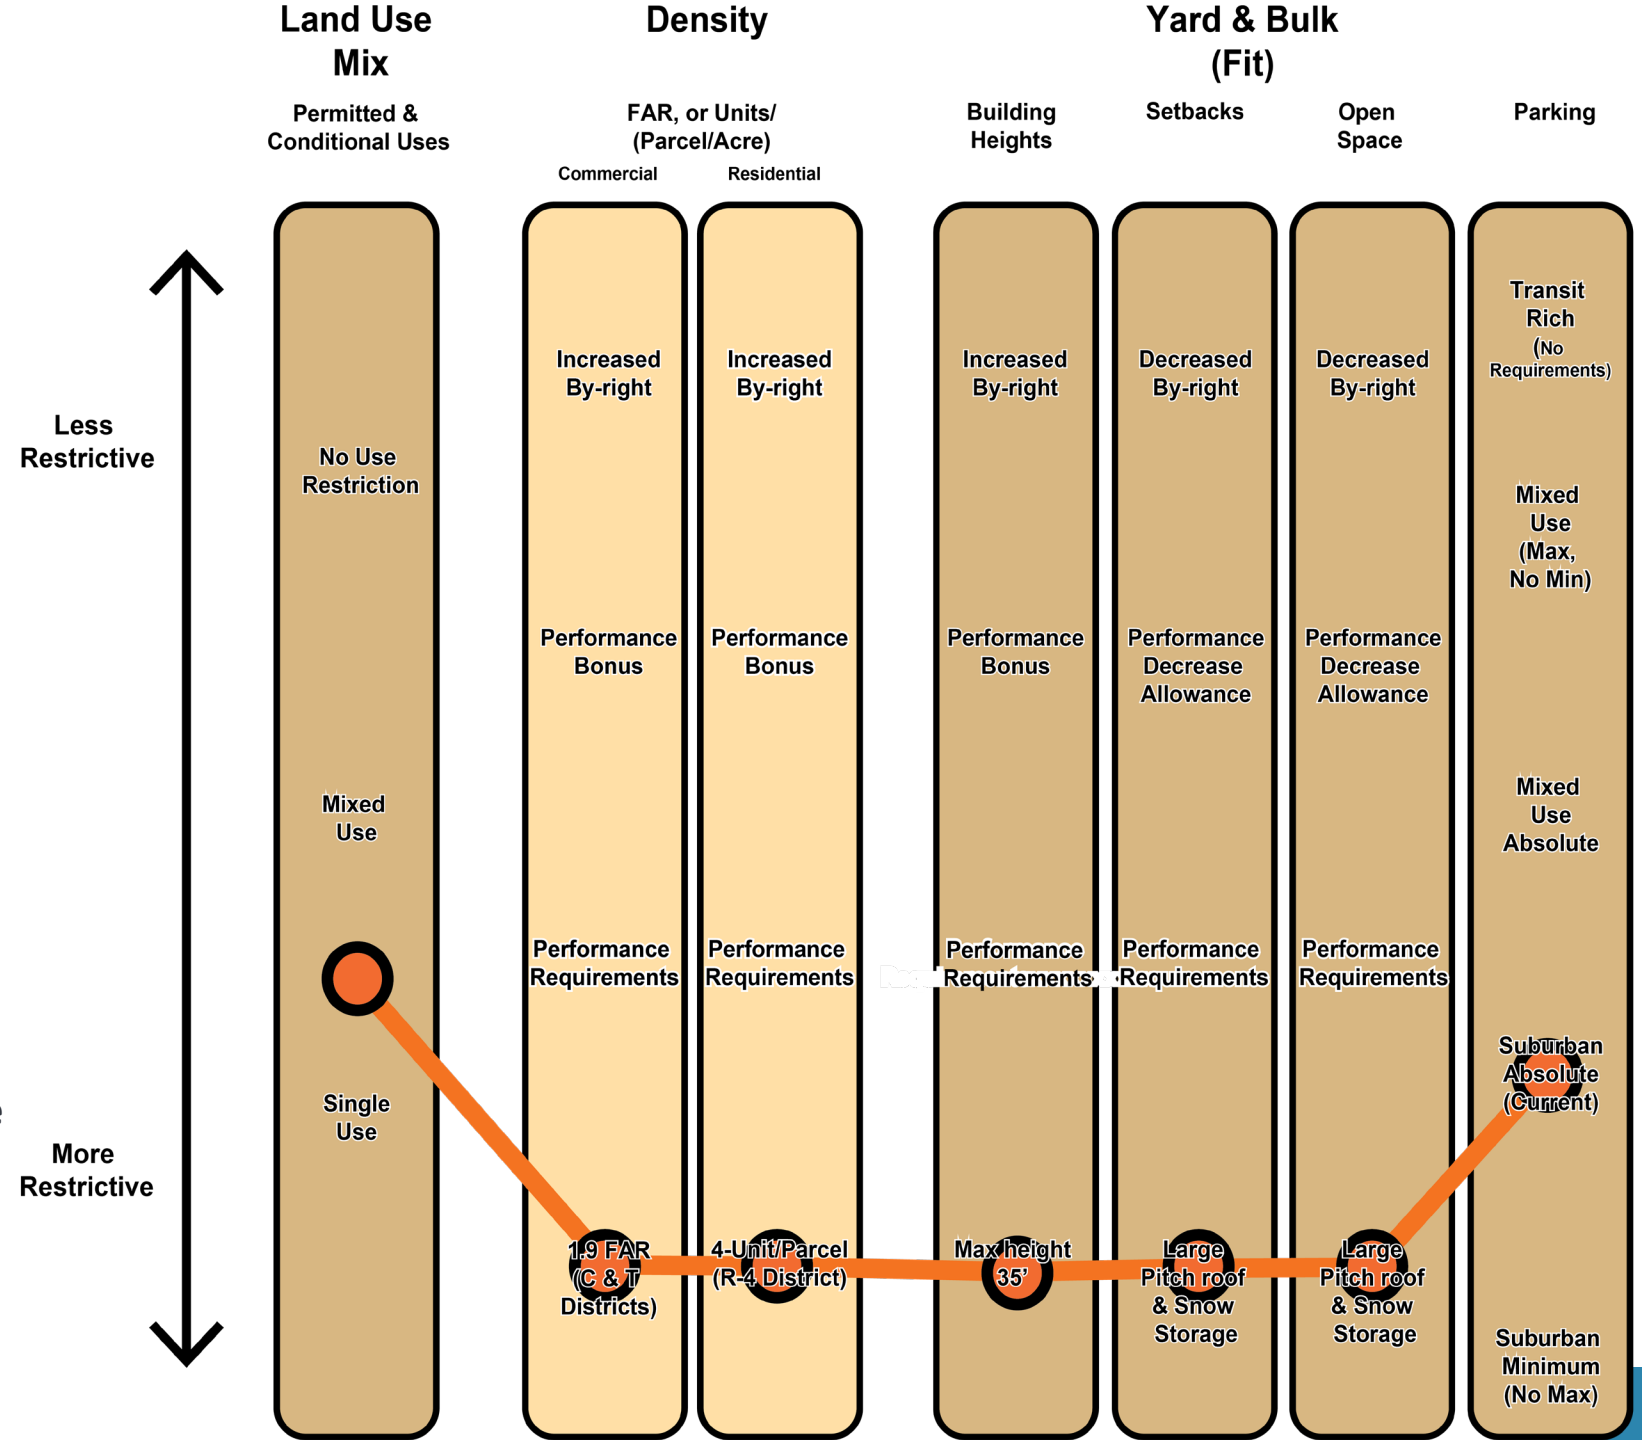 Land Use
Mix
Permitted &
Conditional Uses
Density
FAR, or Units/
(Parcel/Acre)
Commercial
Residential
Yard & Bulk
(Fit)
Building
Heights
Setbacks
Open
Space
Parking
Less
Restrictive
More
Restrictive
No Use
Restriction
Mixed
Use
Single
Use
Increased
By-right
Performance
Bonus
Performance
Requirements
1.9 FAR
(C & T
Districts)
Increased
By-right
Performance
Bonus
Performance
Requirements
4-Unit/Parcel
(R-4 District)
Increased
By-right
Performance
Bonus
Performance
Requirements
Max height
35’
Decreased
By-right
Performance
Decrease
Allowance
Performance
Requirements
Large
Pitch roof
& Snow
Storage
Decreased
By-right
Performance
Decrease
Allowance
Performance
Requirements
Large
Pitch roof
& Snow
Storage
Transit
Rich
(No
Requirements)
Mixed
Use
(Max,
No Min)
Mixed
Use
Absolute
Suburban
Absolute
(Current)
Suburban
Minimum
(No Max)